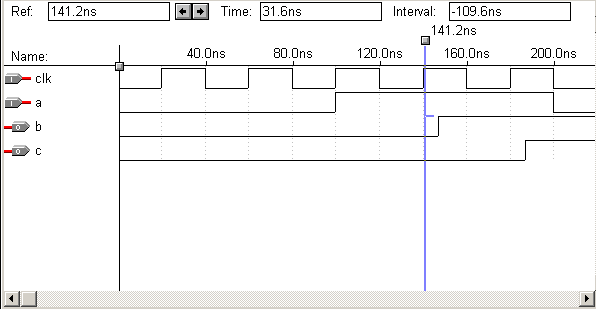 Ref: 141.2ns Time: 31.6ns Interval: -109.6ns
141.2ns
Name: 40.0ns 80.0ns 120.0ns 160.0ns 200.0ns
I clk
I a
O b
O c